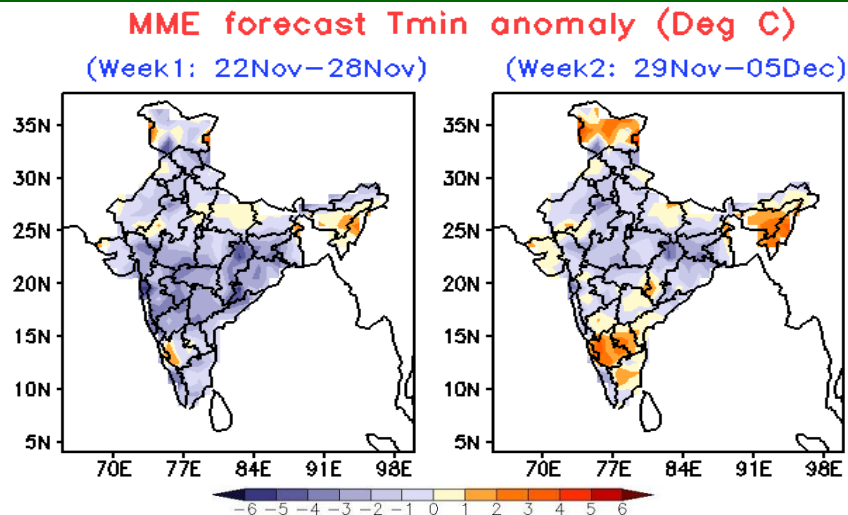 MME forecast Tmin anomaly (Deg C)
(Week1: 22Nov−28Nov)
(Week2: 29Nov−05Dec)
35N
30N
25N
20N
15N
10N
5N
70E 77E 84E 91E 98E
35N
30N
25N
20N
15N
10N
5N
70E 77E 84E 91E 98E
−6 −5 −4 −3 −2 −1 0 1 2 3 4 5 6